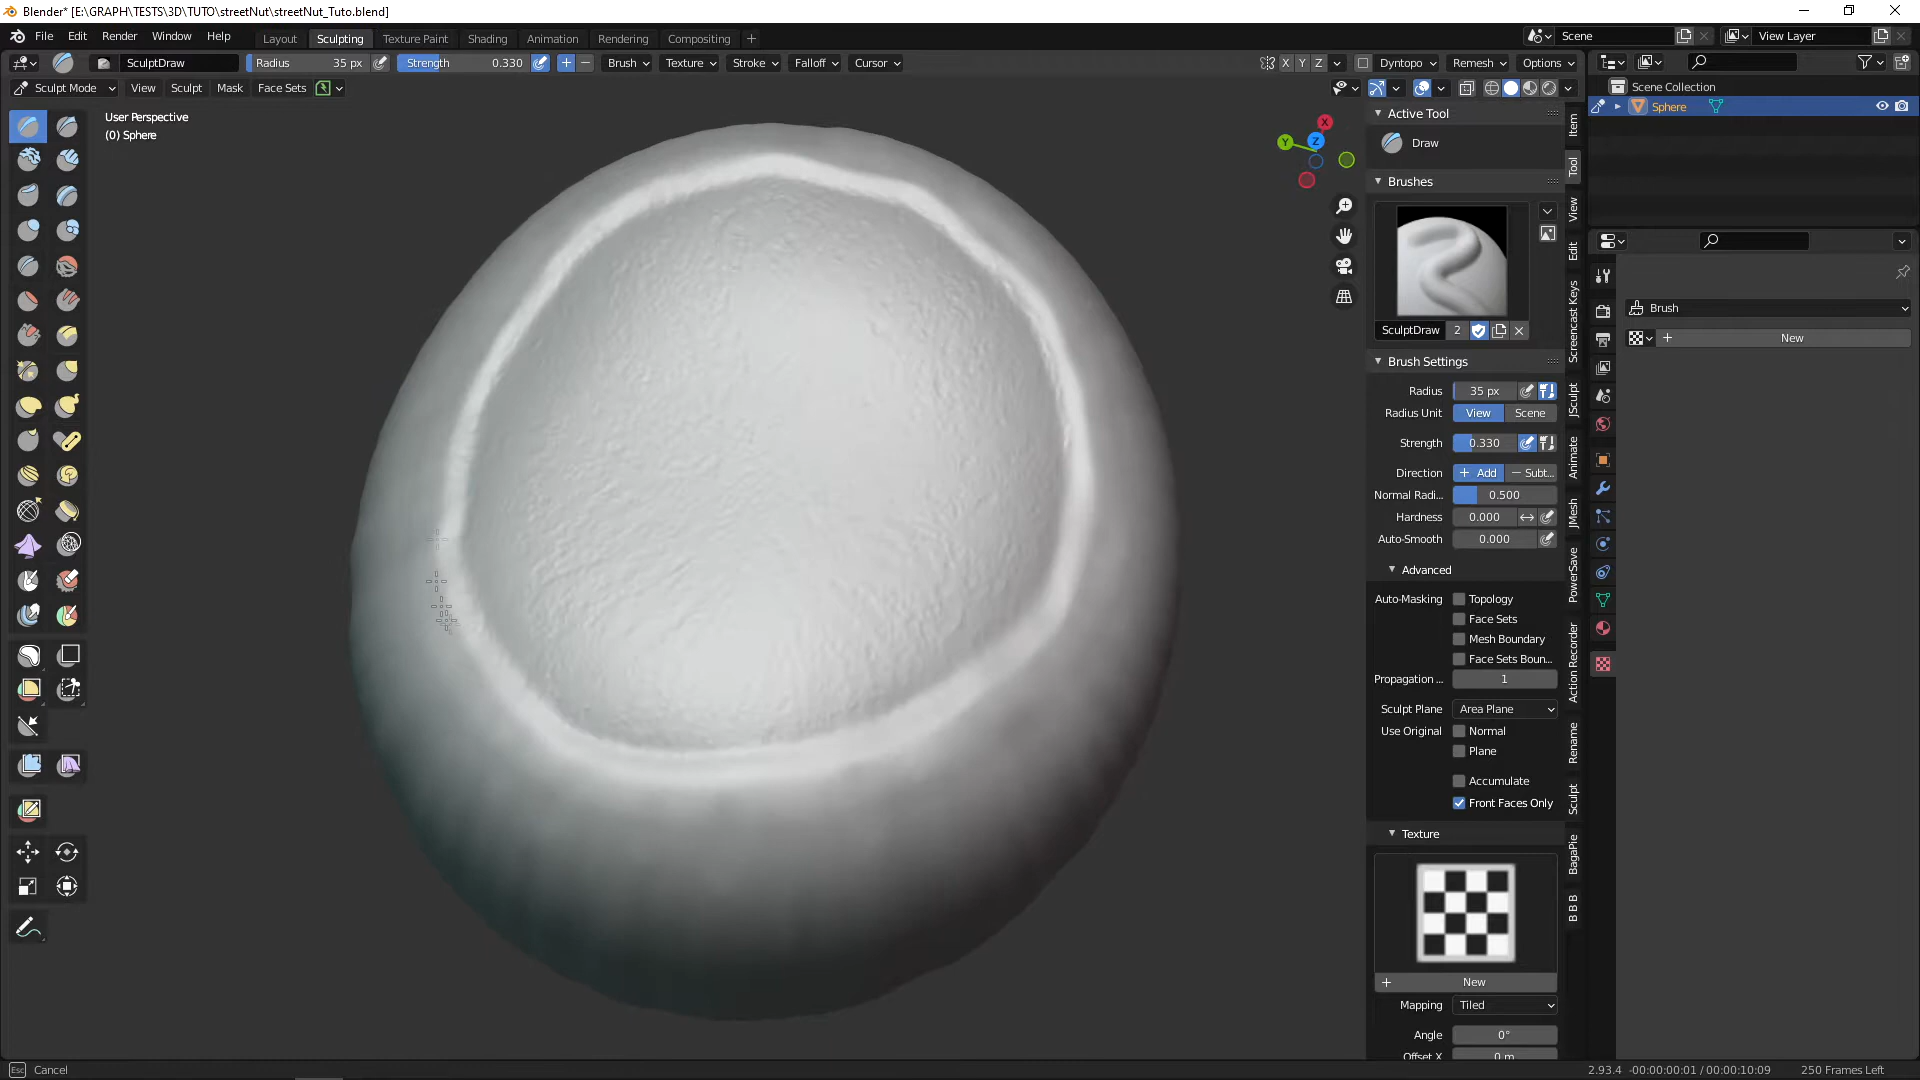 Blender* [E:\GRAPH\TESTS\3D\TUTO\streetNut\streetNut_Tuto.blend]
File Edit Render Window Help Layout Sculpting Texture Paint Shading Animation Rendering Compositing + Scene View Layer
SculptDraw Radius 35 px Strength 0.330 + − Brush Texture Stroke Falloff Cursor X Y Z Dyntopo Remesh Options
Sculpt Mode View Sculpt Mask Face Sets
Scene Collection
Sphere
User Perspective
(0) Sphere
X
Y
Z
Active Tool
Draw
Brushes
SculptDraw 2
Brush Settings
Radius 35 px
Radius Unit View Scene
Strength 0.330
Direction + Add − Subt...
Normal Radi... 0.500
Hardness 0.000
Auto-Smooth 0.000
Advanced
Auto-Masking Topology
Face Sets
Mesh Boundary
Face Sets Boun...
Propagation ... 1
Sculpt Plane Area Plane
Use Original Normal
Plane
Accumulate
Front Faces Only
Texture
+ New
Mapping Tiled
Angle 0°
Offset X 0 m
Item
Tool
View
Edit
Screencast Keys
JSculpt
Animate
JMesh
PowerSave
Action Recorder
Rename
Sculpt
BagaPie
B B B
Brush
+ New
Esc Cancel
2.93.4 -00:00:00:01 / 00:00:10:09 250 Frames Left